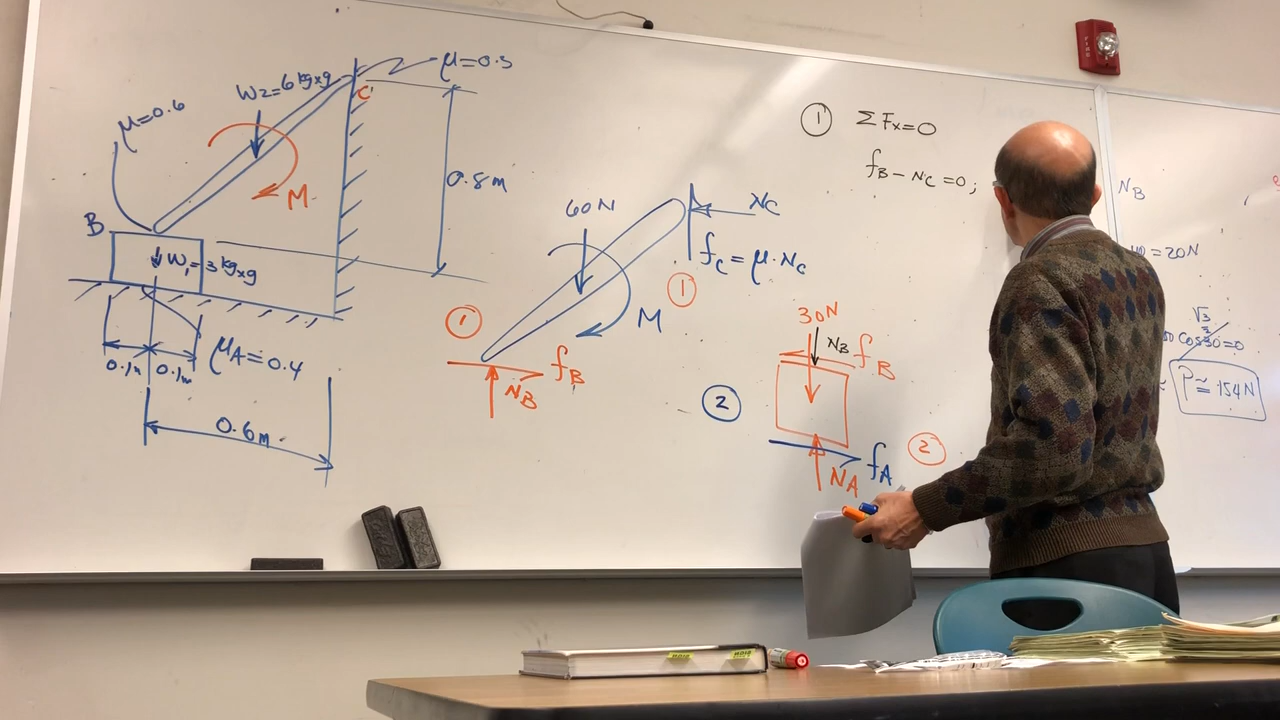 μ=0.6
W2=6kg×g
μ=0.3
C
M
0.8m
B
W1=3kg×g
0.1m 0.1m
μA=0.4
0.6m
60N
NC
fC=μ·NC
①
M
①
fB
NB
②
30N
NB
fB
fA
NA
②
① ΣFx=0
fB-NC=0;
NB
=20N
√3
Cos30=0
P≈154N
FIRE